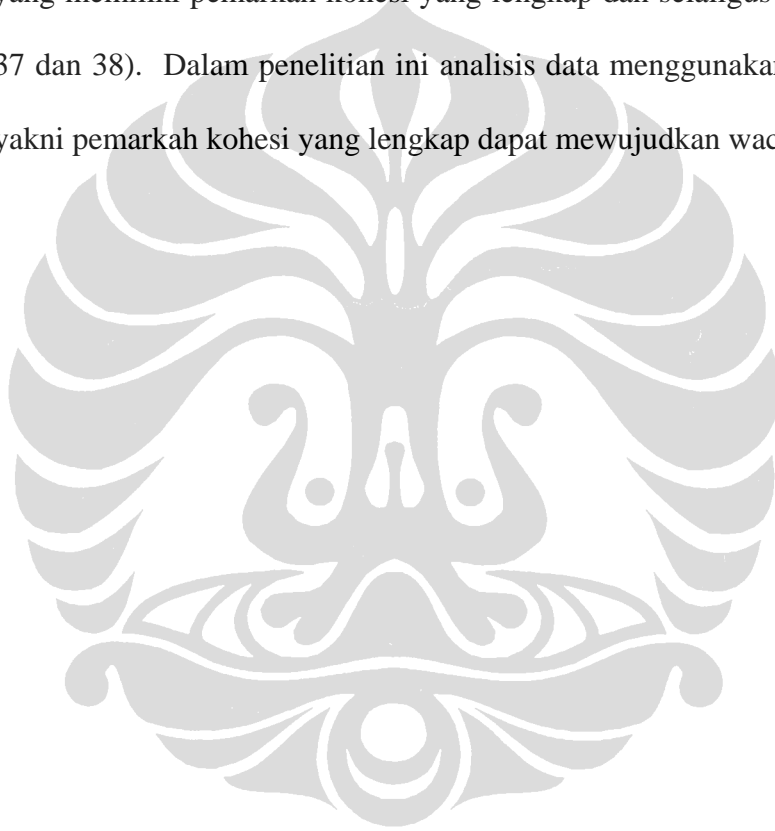 yang memiliki pemarkah kohesi yang lengkap dan sekaligus
37 dan 38). Dalam penelitian ini analisis data menggunakan
yakni pemarkah kohesi yang lengkap dapat mewujudkan wac